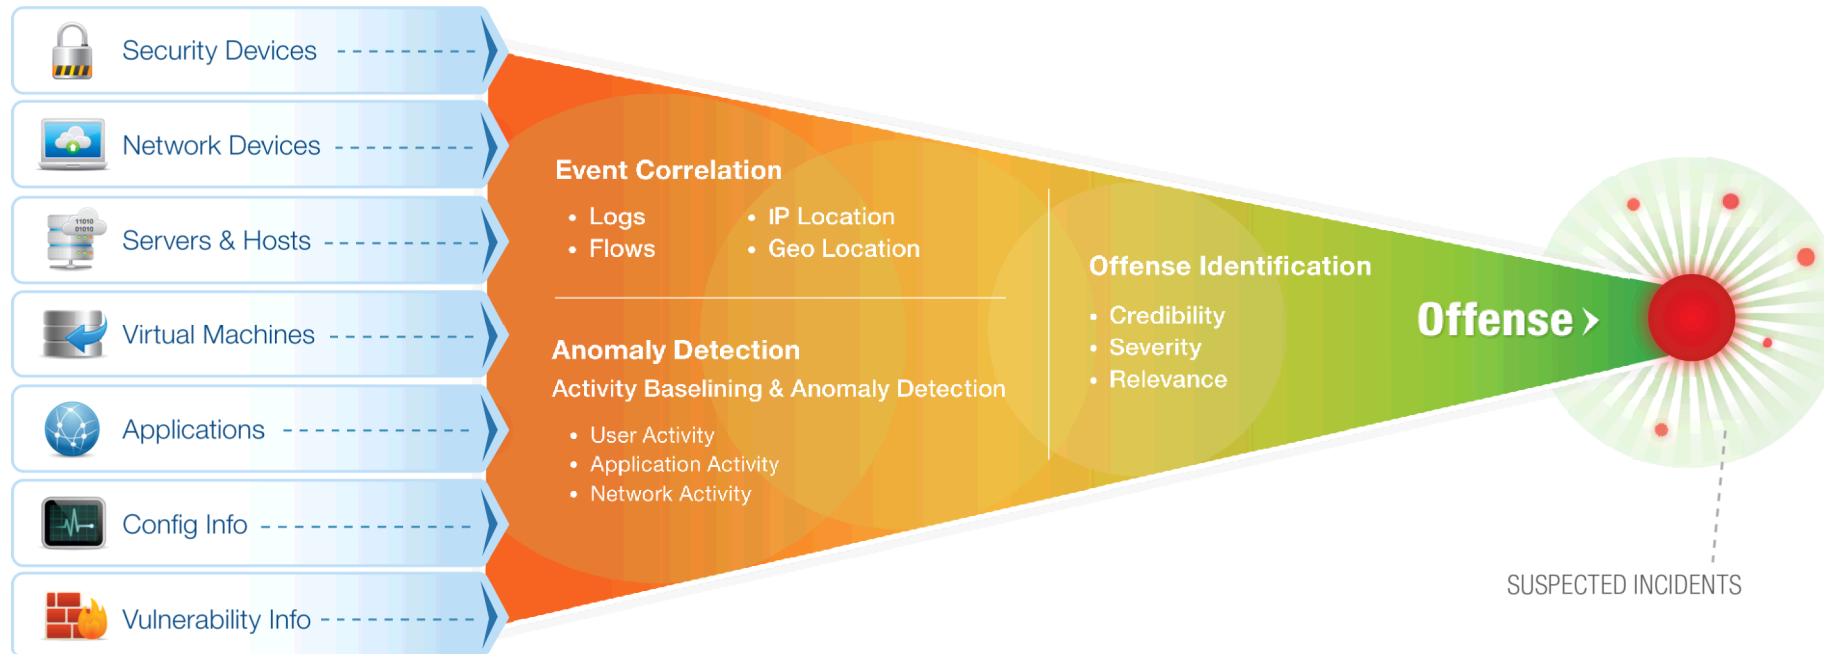 Security Devices
Network Devices
11010
01010
Servers & Hosts
Virtual Machines
Applications
Config Info
Vulnerability Info
Event Correlation
• Logs
• Flows
• IP Location
• Geo Location
Anomaly Detection
Activity Baselining & Anomaly Detection
• User Activity
• Application Activity
• Network Activity
Offense Identification
• Credibility
• Severity
• Relevance
Offense
SUSPECTED INCIDENTS